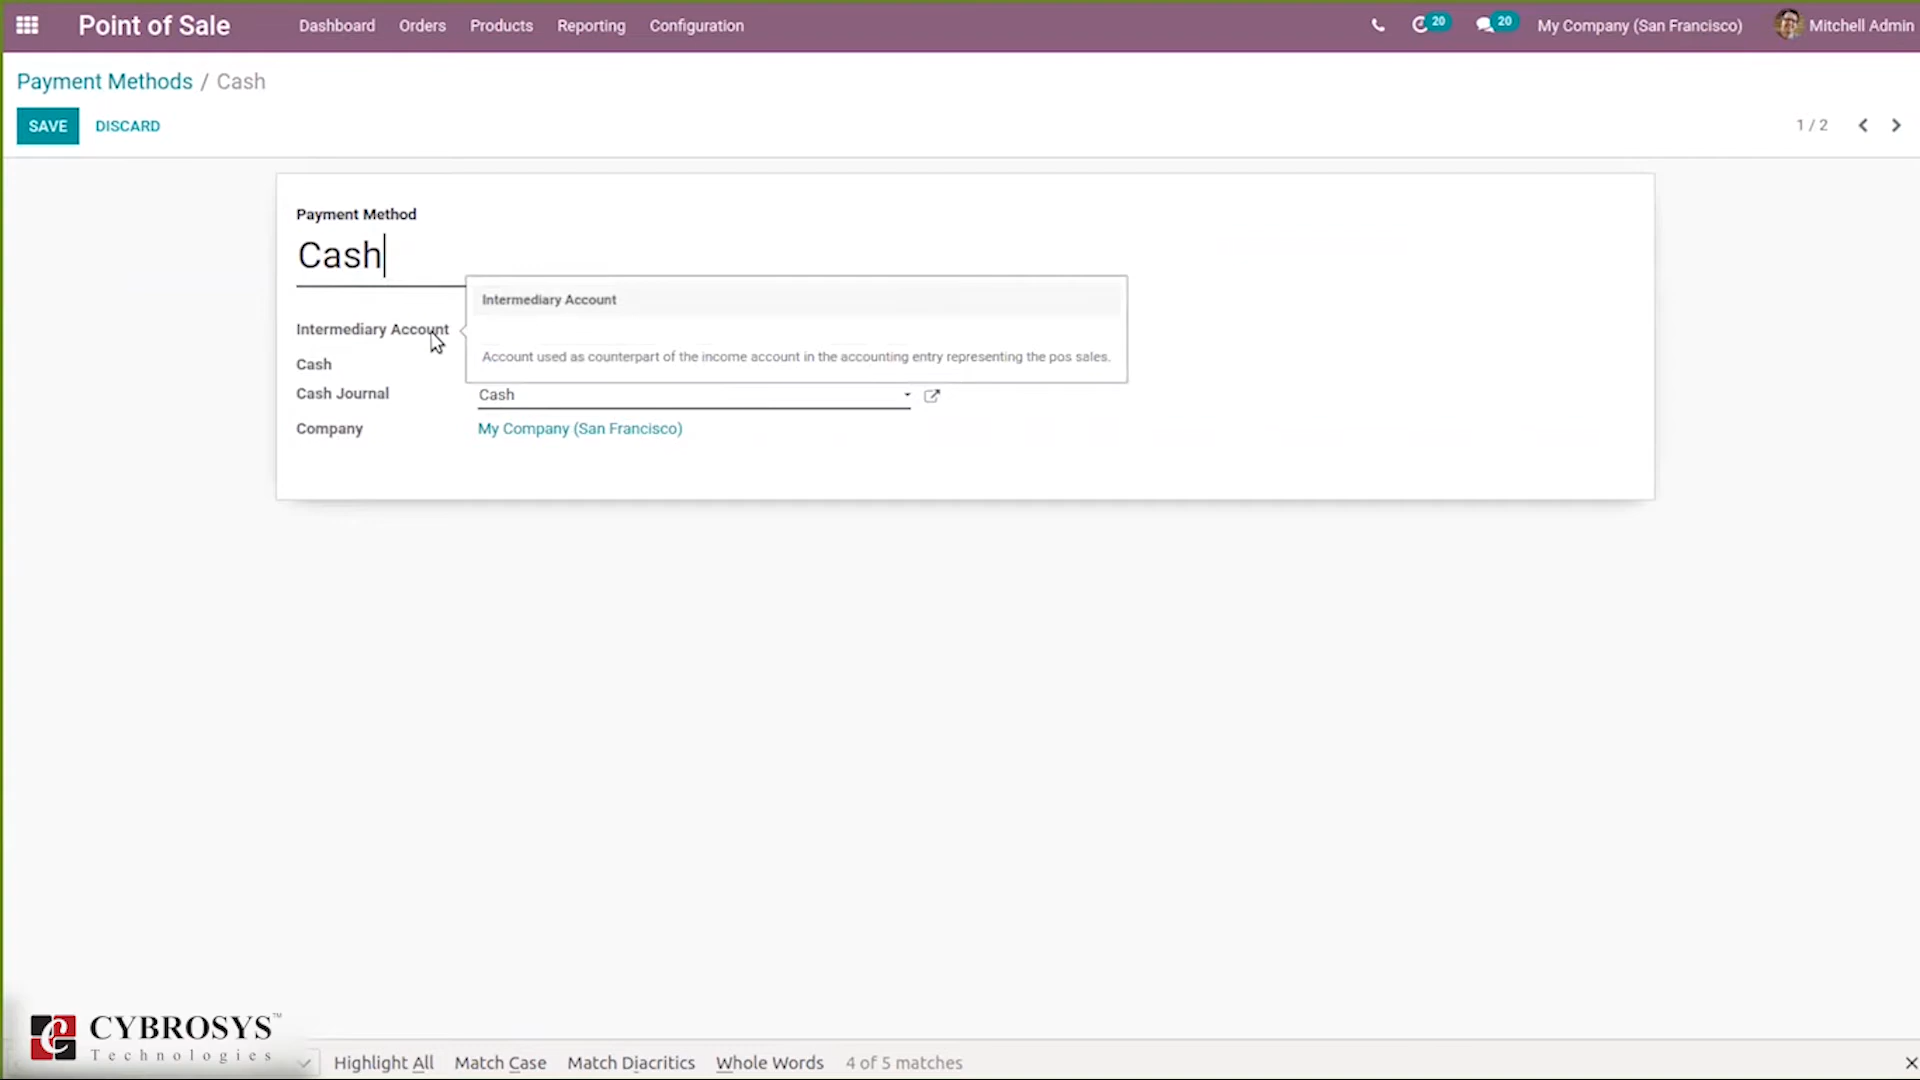 Point of Sale Dashboard Orders Products Reporting Configuration 20 20 My Company (San Francisco) Mitchell Admin
Payment Methods / Cash
SAVE DISCARD 1 / 2
Payment Method
Cash
Intermediary Account
Intermediary Account
Account used as counterpart of the income account in the accounting entry representing the pos sales.
Cash
Cash Journal Cash
Company My Company (San Francisco)
CYBROSYS™
Technologies
Highlight All Match Case Match Diacritics Whole Words 4 of 5 matches